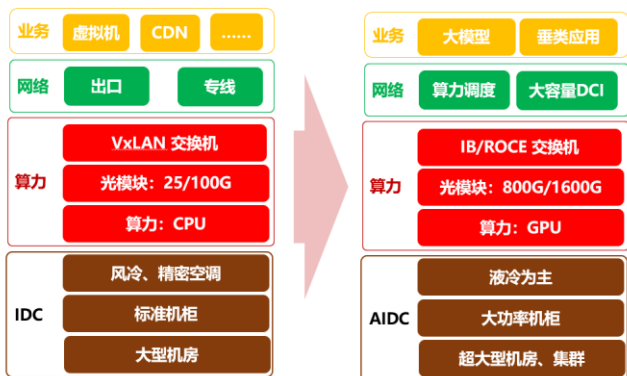 业务
虚拟机
CDN
……
网络
出口
专线
算力
VxLAN 交换机
光模块：25/100G
算力：CPU
IDC
风冷、精密空调
标准机柜
大型机房
业务
大模型
垂类应用
网络
算力调度
大容量DCI
算力
IB/ROCE 交换机
光模块：800G/1600G
算力：GPU
AIDC
液冷为主
大功率机柜
超大型机房、集群